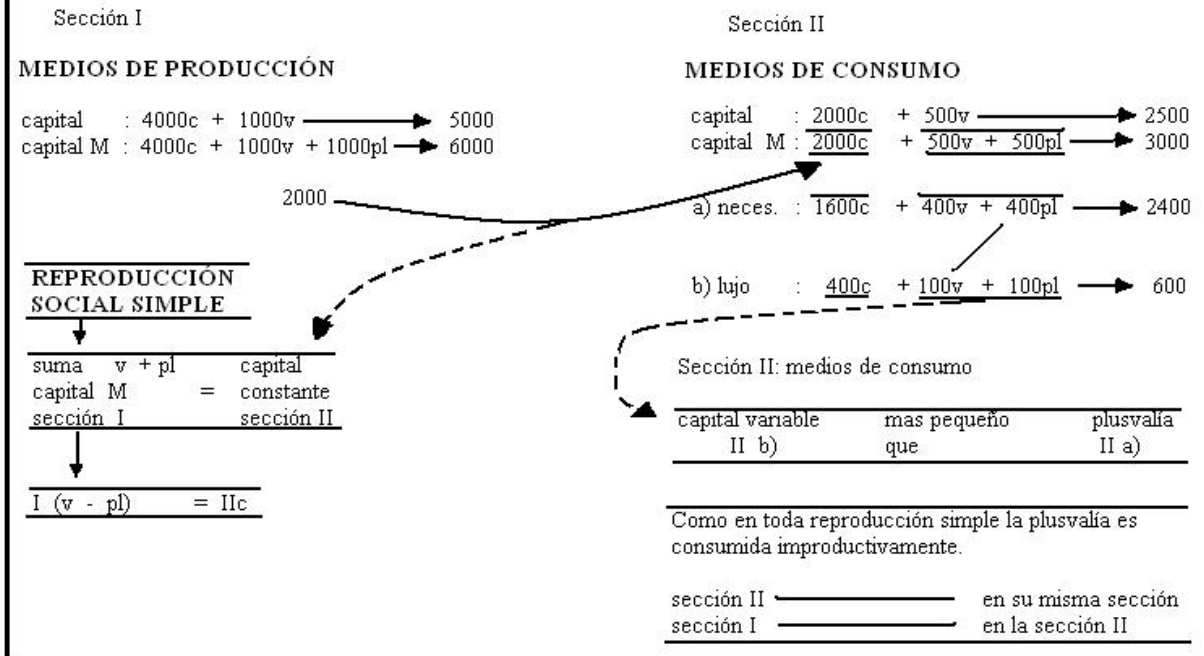 Sección I
MEDIOS DE PRODUCCIÓN
capital : 4000c + 1000v 5000
capital M : 4000c + 1000v + 1000pl 6000
2000
REPRODUCCIÓN
SOCIAL SIMPLE
suma v + pl capital
capital M = constante
sección I sección II
I (v - pl) = IIc
Sección II
MEDIOS DE CONSUMO
capital : 2000c + 500v 2500
capital M : 2000c + 500v + 500pl 3000
a) neces. : 1600c + 400v + 400pl 2400
b) lujo : 400c + 100v + 100pl 600
Sección II: medios de consumo
capital variable mas pequeño plusvalía
II b) que II a)
Como en toda reproducción simple la plusvalía es
consumida improductivamente.
sección II en su misma sección
sección I en la sección II